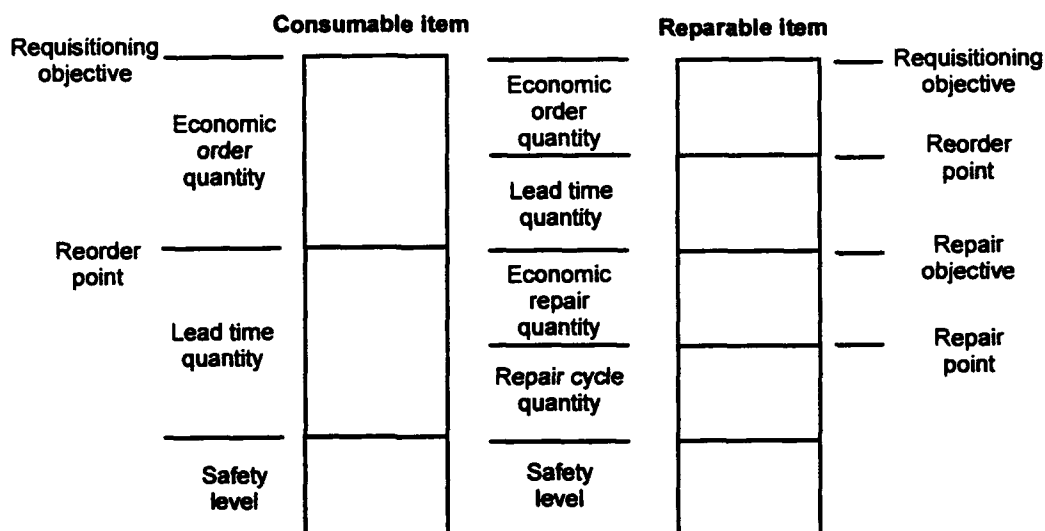 Consumable item
Requisitioning
objective
Economic
order
quantity
Reorder
point
Lead time
quantity
Safety
level
Reparable item
Economic
order
quantity
Lead time
quantity
Economic
repair
quantity
Repair cycle
quantity
Safety
level
Requisitioning
objective
Reorder
point
Repair
objective
Repair
point